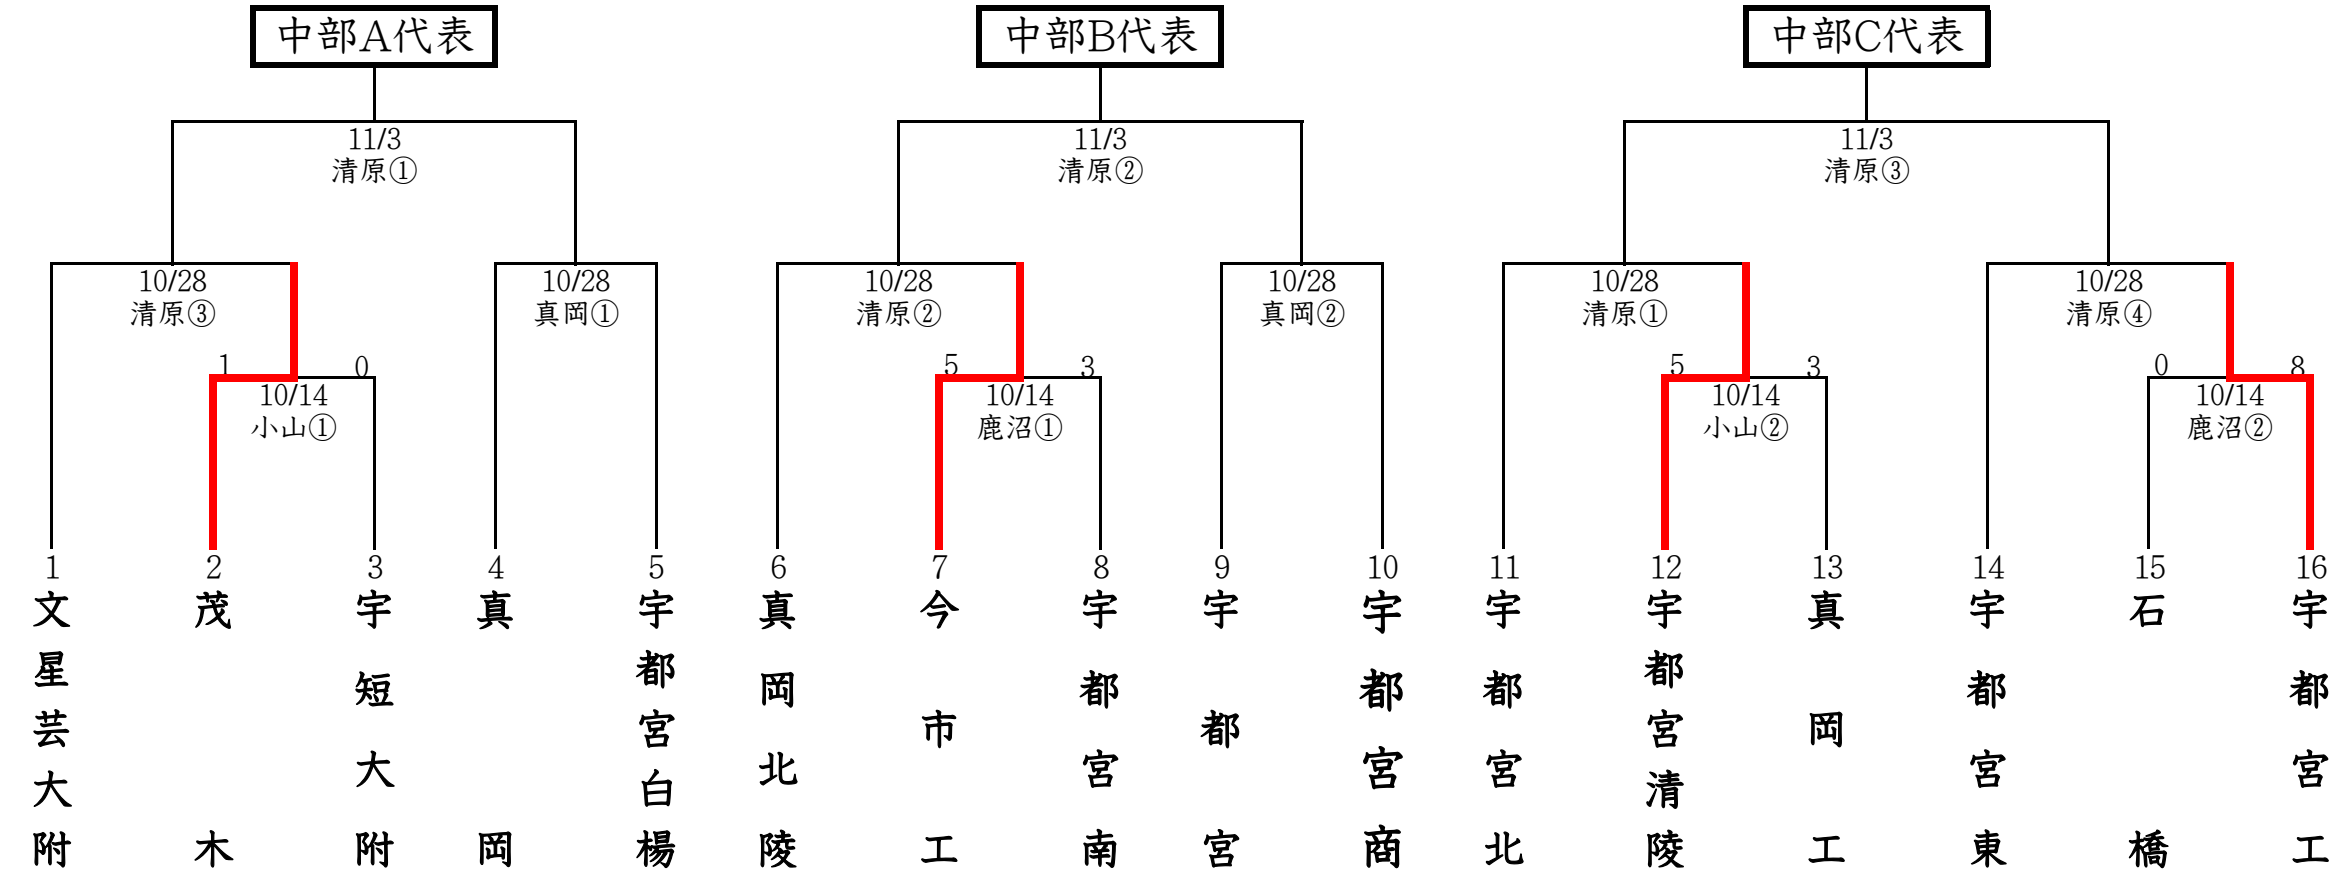 中部A代表
中部B代表
中部C代表
11/3
清原①
11/3
清原②
11/3
清原③
10/28
清原③
10/28
真岡①
10/28
清原②
10/28
真岡②
10/28
清原①
10/28
清原④
1
0
10/14
小山①
5
3
10/14
鹿沼①
5
3
10/14
小山②
0
8
10/14
鹿沼②
1
文星芸大附
2
茂木
3
宇短大附
4
真岡
5
宇都宮白楊
6
真岡北陵
7
今市工
8
宇都宮南
9
宇都宮
10
宇都宮商
11
宇都宮北
12
宇都宮清陵
13
真岡工
14
宇都宮東
15
石橋
16
宇都宮工